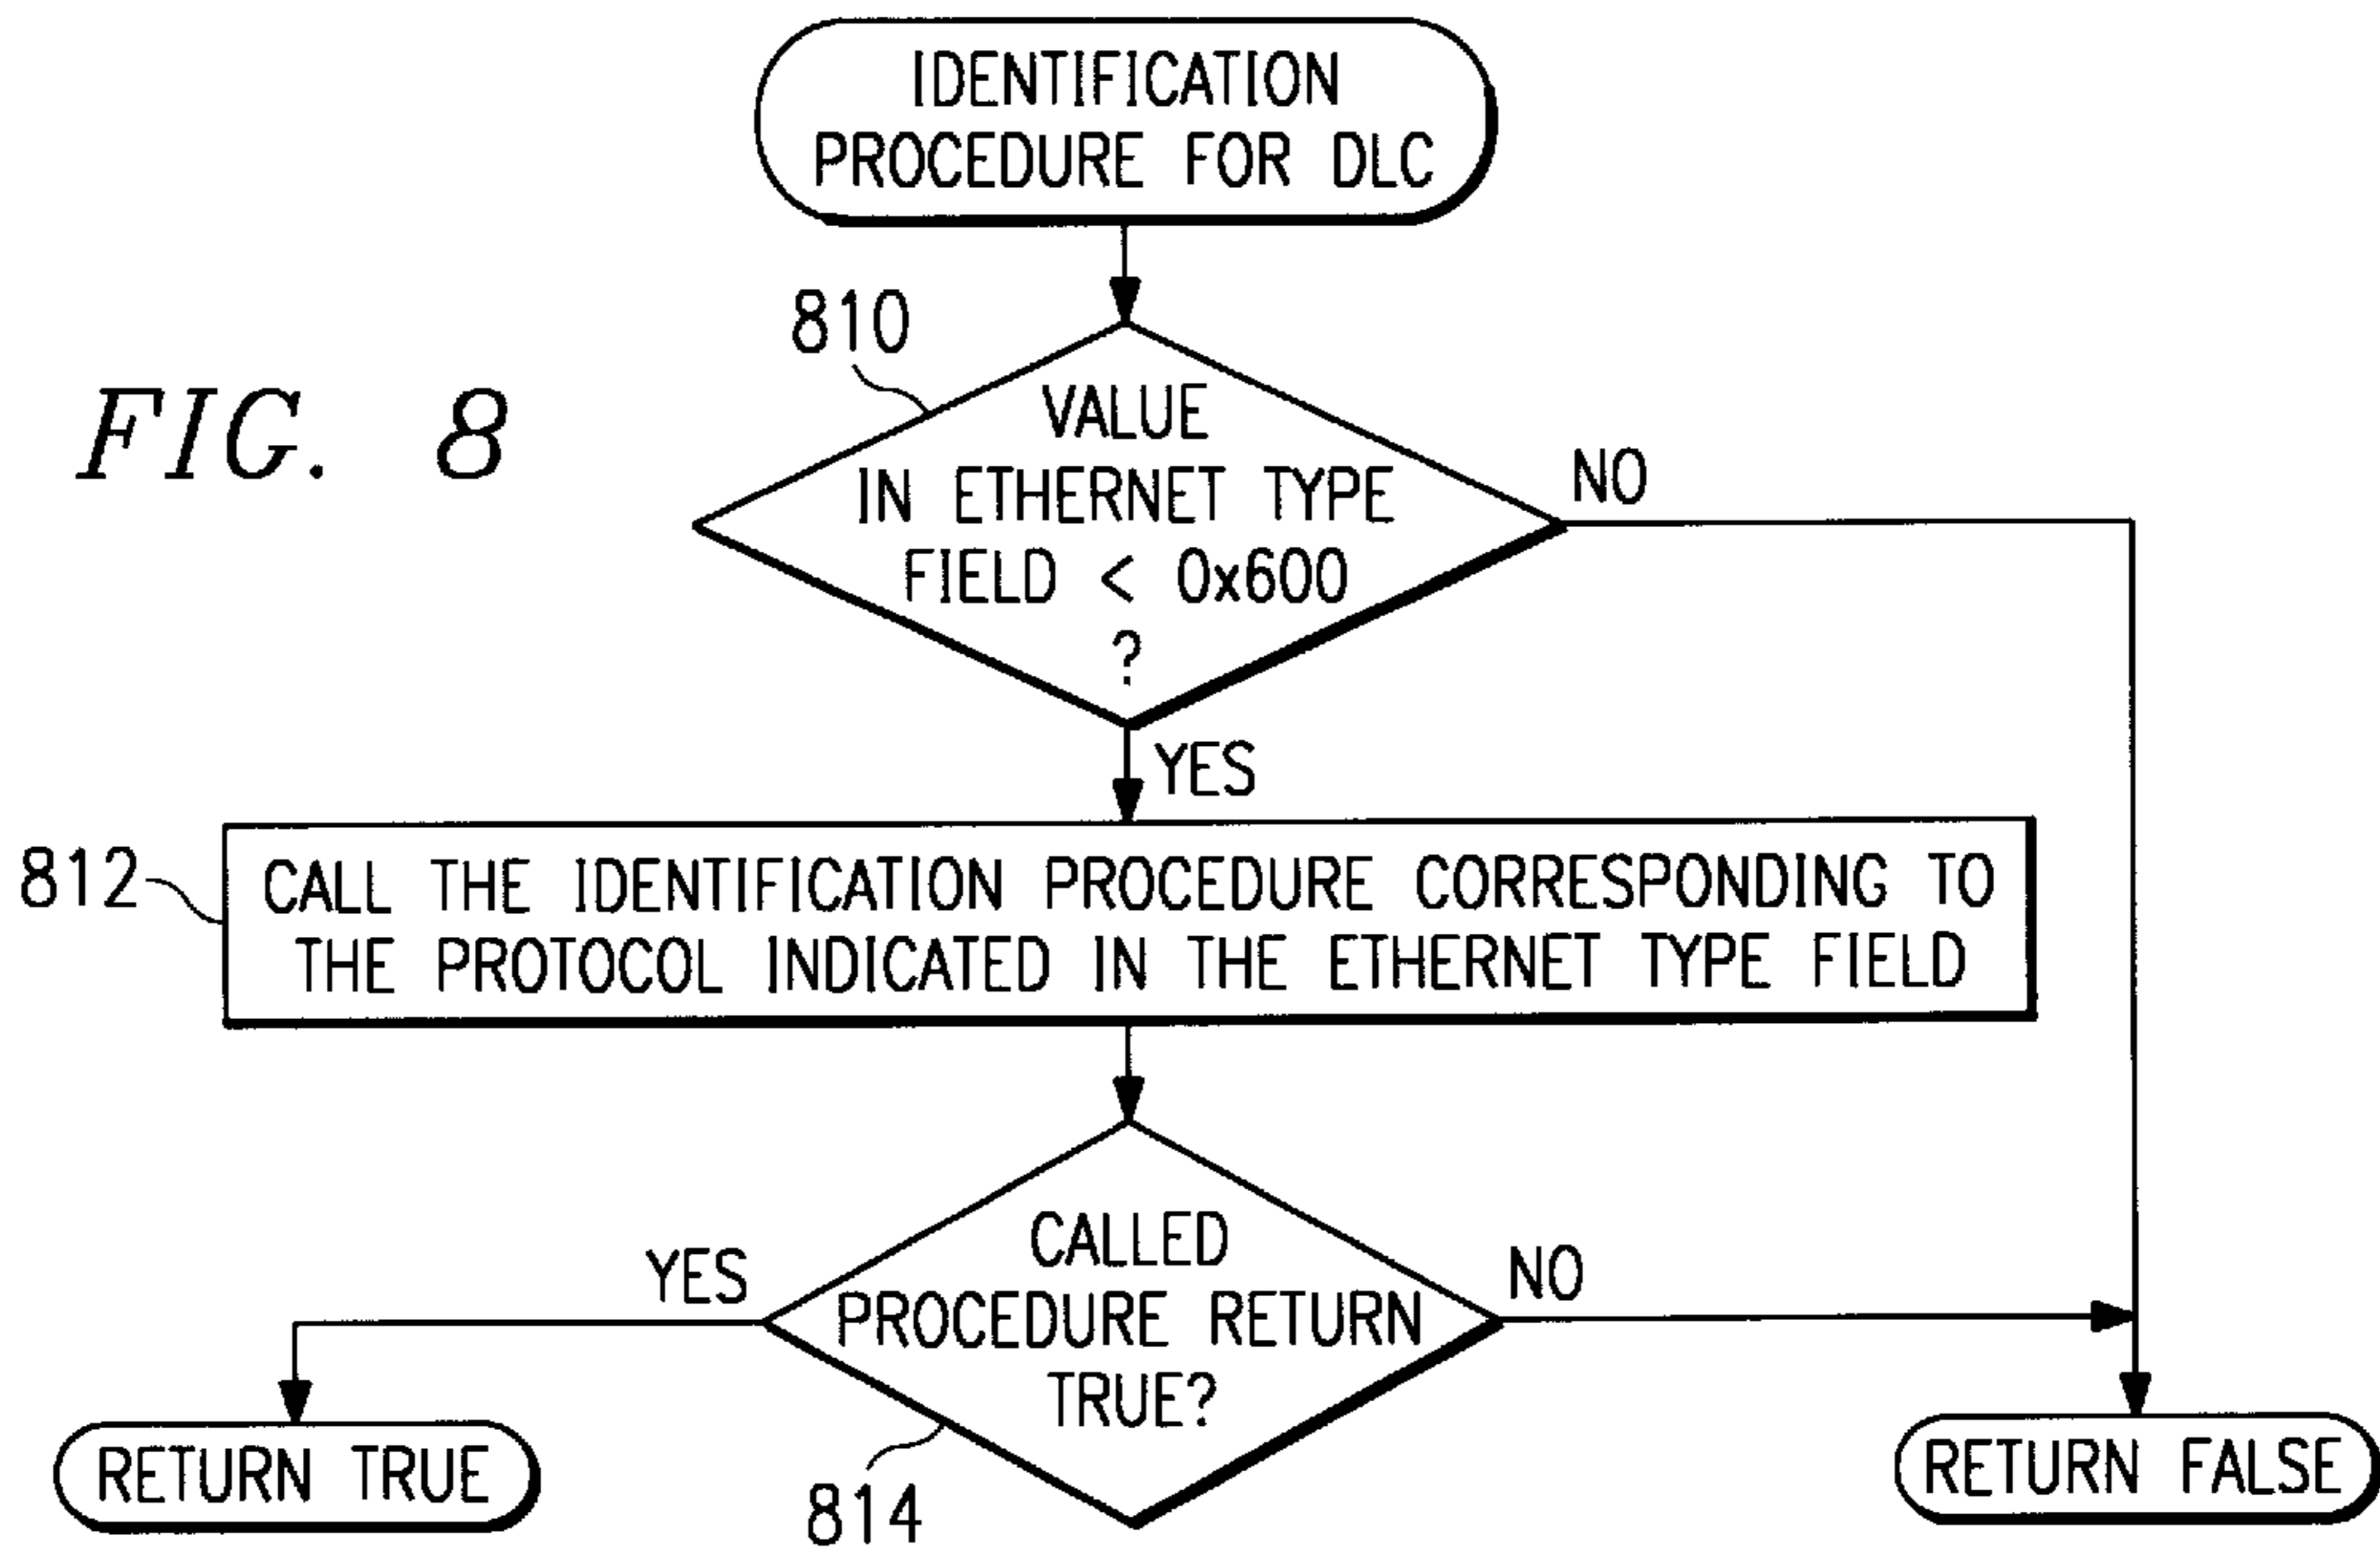 IDENTIFICATION
PROCEDURE FOR DLC
810
FIG. 8
VALUE
IN ETHERNET TYPE
FIELD < 0x600
?
NO
YES
812
CALL THE IDENTIFICATION PROCEDURE CORRESPONDING TO
THE PROTOCOL INDICATED IN THE ETHERNET TYPE FIELD
CALLED
PROCEDURE RETURN
TRUE?
YES
NO
814
RETURN TRUE
RETURN FALSE